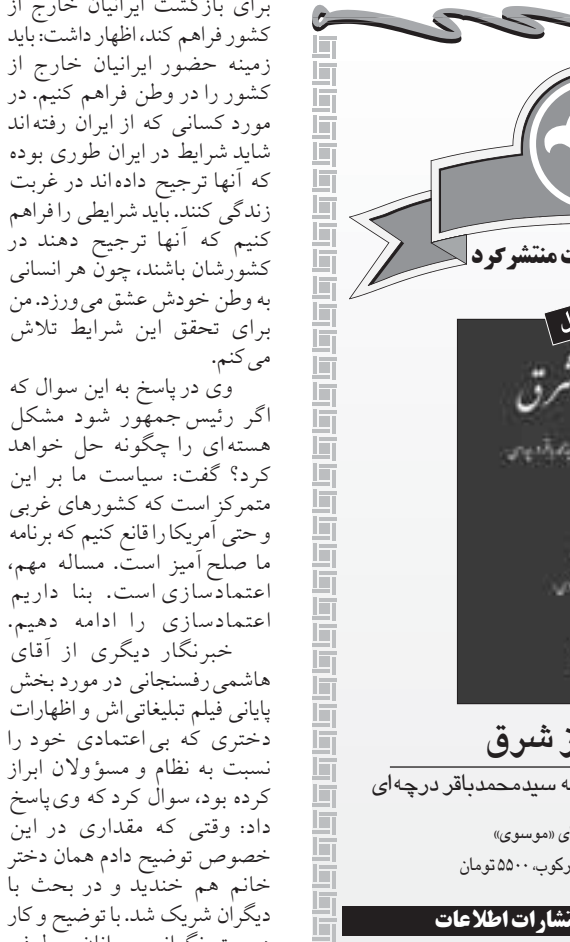 برای بازگشت ایرانیان خارج از
کشور فراهم کند، اظهار داشت: باید
زمینه حضور ایرانیان خارج از
کشور را در وطن فراهم کنیم. در
مورد کسانی که از ایران رفته‌اند
شاید شرایط در ایران طوری بوده
که آنها ترجیح داده‌اند در غربت
زندگی کنند. باید شرایطی را فراهم
کنیم که آنها ترجیح دهند در
کشورشان باشند، چون هر انسانی
به وطن خودش عشق می‌ورزد. من
برای تحقق این شرایط تلاش
می‌کنم.
وی در پاسخ به این سوال که
اگر رئیس جمهور شود مشکل
هسته‌ای را چگونه حل خواهد
کرد؟ گفت: سیاست ما بر این
متمرکز است که کشورهای غربی
و حتی آمریکا را قانع کنیم که برنامه
ما صلح‌آمیز است. مساله مهم،
اعتمادسازی است. بنا داریم
اعتمادسازی را ادامه دهیم.
خبرنگار دیگری از آقای
هاشمی رفسنجانی در مورد بخش
پایانی فیلم تبلیغاتی‌اش و اظهارات
دختری که بی‌اعتمادی خود را
نسبت به نظام و مسؤولان ابراز
کرده بود، سوال کرد که وی پاسخ
داد: وقتی که مقداری در این
خصوص توضیح دادم همان دختر
خانم هم خندید و در بحث با
دیگران شریک شد. با توضیح و کار
ت منتشر کرد
د
شرق
ز شرق
ه سیدمحمدباقر درچه‌ای
ی «موسوی»
رکوب، ۵۵۰۰ تومان
تشارات اطلاعات